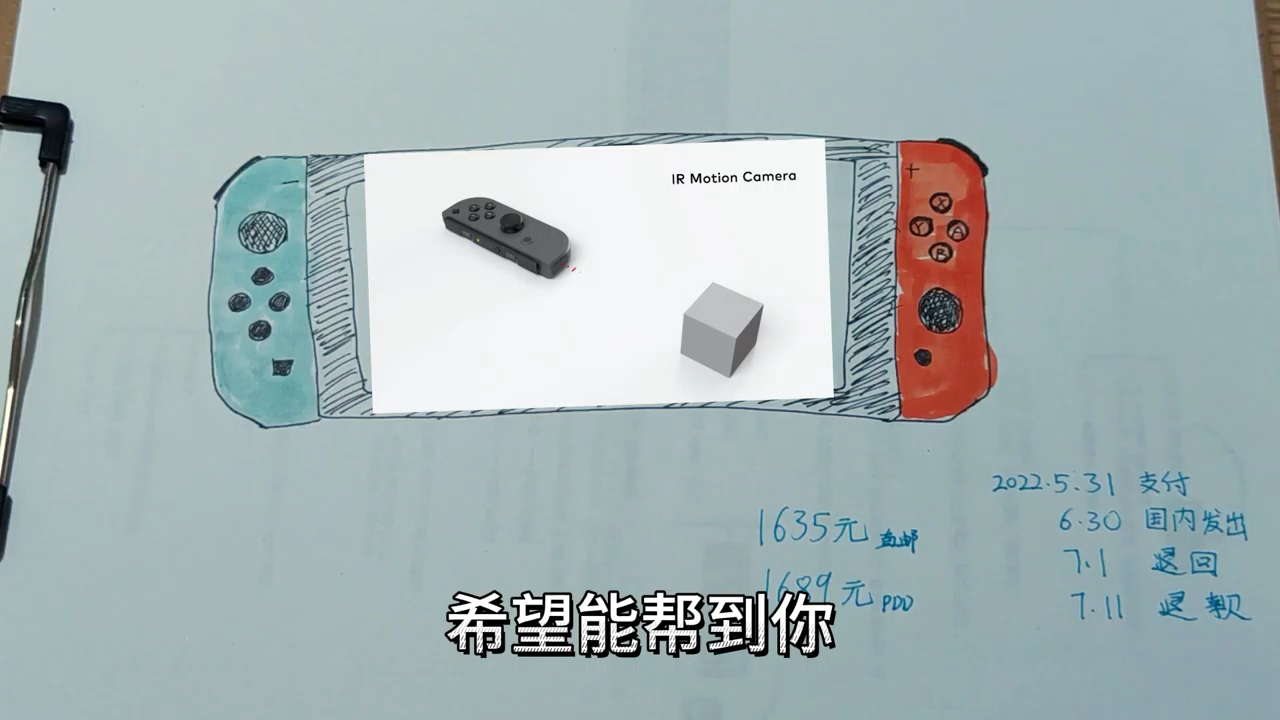 IR Motion Camera
+
X
Y A
B
2022.5.31 支付
6.30 国内发出
7.1 退回
7.11 退款
1635元 直邮
1689元 PDD
希望能帮到你